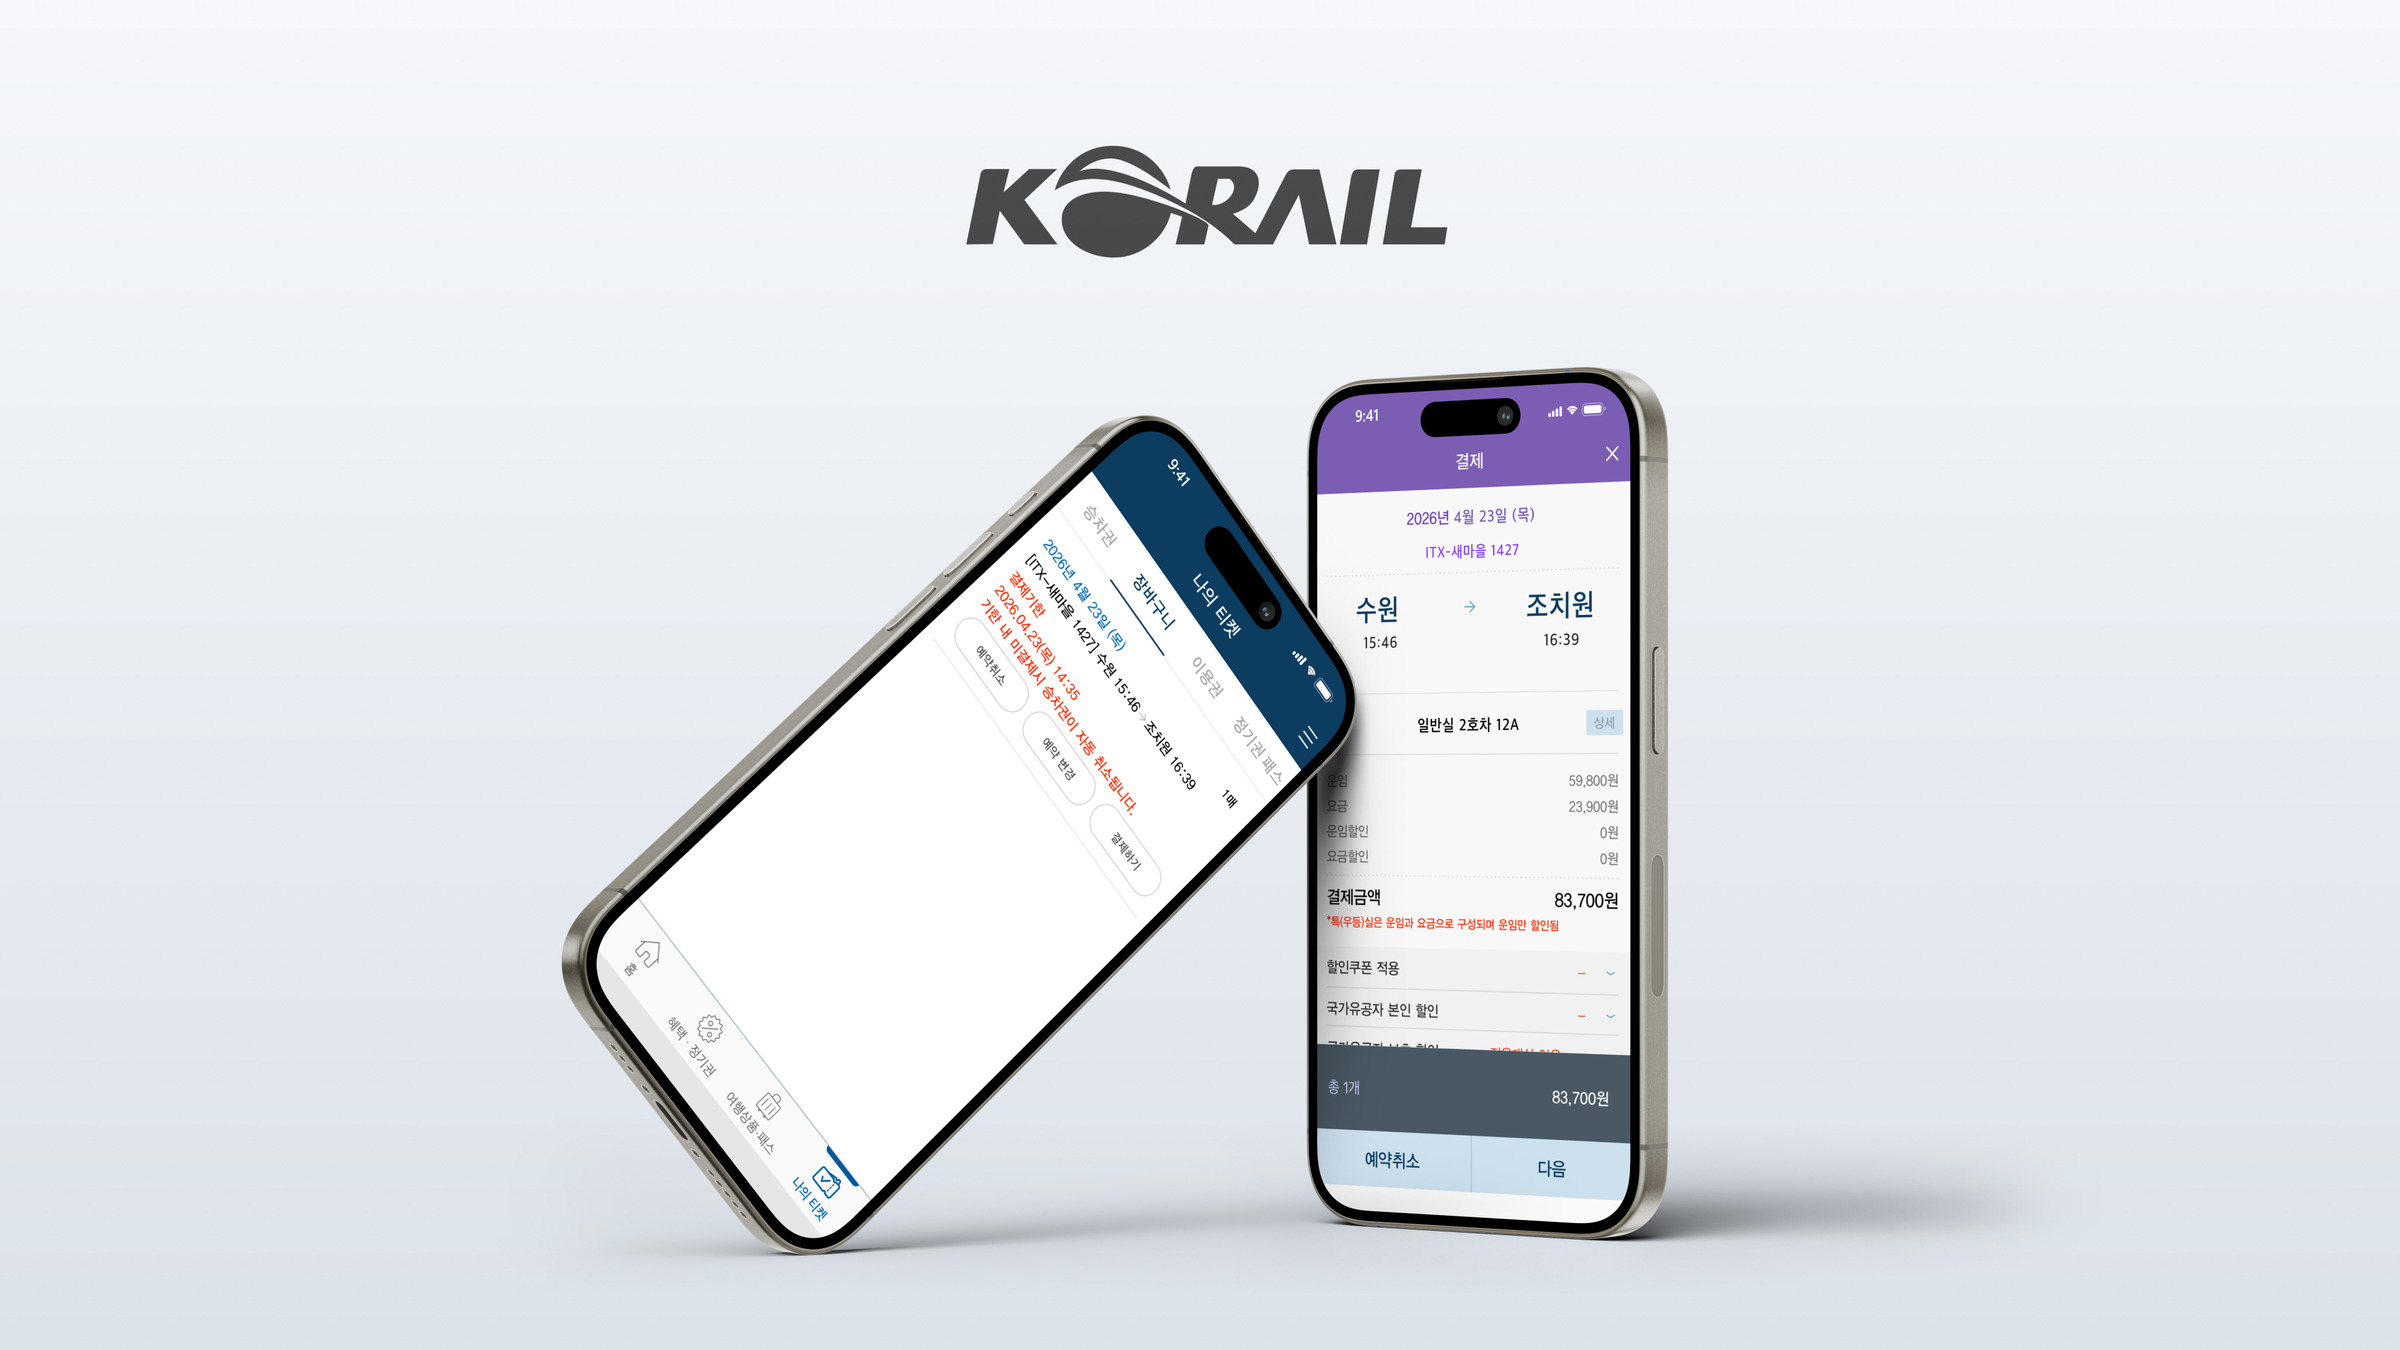 KORAIL
9:41
나의 티켓
승차권
장바구니
이용권
정기권 패스
2026년 4월 23일 (목)
[ITX-새마을 1427] 수원 15:46 → 조치원 16:39
1매
결제기한
2026.04.23(목) 14:35
기한 내 미결제시 승차권이 자동 취소됩니다.
예약취소
예약 변경
결제하기
홈
혜택 · 정기권
여행상품·패스
나의 티켓
9:41
결제
2026년 4월 23일 (목)
ITX-새마을 1427
수원 → 조치원
15:46 16:39
일반실 2호차 12A 상세
운임 59,800원
요금 23,900원
운임할인 0원
요금할인 0원
결제금액 83,700원
*특(우등)실은 운임과 요금으로 구성되며 운임만 할인됨
할인쿠폰 적용 –
국가유공자 본인 할인 –
총 1개 83,700원
예약취소 다음